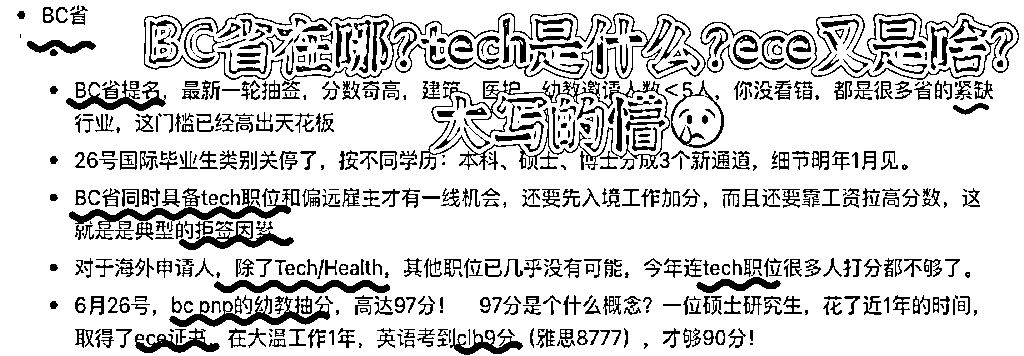 BC省
BC省在哪?tech是什么?ece又是啥?
大写的懵
BC省提名，最新一轮抽签，分数奇高，建筑、医护、幼教邀请人数<5人，你没看错，都是很多省的紧缺
行业，这门槛已经高出天花板
26号国际毕业生类别关停了，按不同学历：本科、硕士、博士分成3个新通道，细节明年1月见。
BC省同时具备tech职位和偏远雇主才有一线机会，还要先入境工作加分，而且还要靠工资拉高分数，这
就是是典型的拒签因素
对于海外申请人，除了Tech/Health，其他职位已几乎没有可能，今年连tech职位很多人打分都不够了。
6月26号，bc pnp的幼教抽分，高达97分！ 97分是个什么概念？一位硕士研究生，花了近1年的时间，
取得了ece证书，在大温工作1年，英语考到clb9分（雅思8777），才够90分！